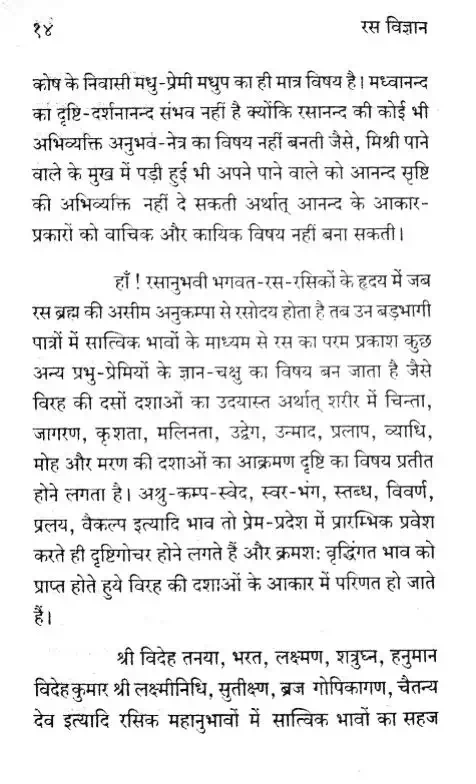 १४ रस विज्ञान
कोष के निवासी मधु-प्रेमी मधुप का ही मात्र विषय है। मध्वानन्द
का दृष्टि-दर्शनानन्द संभव नहीं है क्योंकि रसानन्द की कोई भी
अभिव्यक्ति अनुभव-नेत्र का विषय नहीं बनती जैसे, मिश्री पाने
वाले के मुख में पड़ी हुई भी अपने पाने वाले को आनन्द सृष्टि
की अभिव्यक्ति नहीं दे सकती अर्थात् आनन्द के आकार-
प्रकारों को वाचिक और कायिक विषय नहीं बना सकती।
हाँ ! रसानुभवी भगवत-रस-रसिकों के हृदय में जब
रस ब्रह्म की असीम अनुकम्पा से रसोदय होता है तब उन बड़भागी
पात्रों में सात्विक भावों के माध्यम से रस का परम प्रकाश कुछ
अन्य प्रभु-प्रेमियों के ज्ञान-चक्षु का विषय बन जाता है जैसे
विरह की दसों दशाओं का उदयास्त अर्थात् शरीर में चिन्ता,
जागरण, कृशता, मलिनता, उद्वेग, उन्माद, प्रलाप, व्याधि,
मोह और मरण की दशाओं का आक्रमण दृष्टि का विषय प्रतीत
होने लगता है। अश्रु-कम्प-स्वेद, स्वर-भंग, स्तब्ध, विवर्ण,
प्रलय, वैकल्प इत्यादि भाव तो प्रेम-प्रदेश में प्रारम्भिक प्रवेश
करते ही दृष्टिगोचर होने लगते हैं और क्रमशः वृद्धिंगत भाव को
प्राप्त होते हुये विरह की दशाओं के आकार में परिणत हो जाते
हैं।
श्री विदेह तनया, भरत, लक्ष्मण, शत्रुघ्न, हनुमान
विदेहकुमार श्री लक्ष्मीनिधि, सुतीक्ष्ण, ब्रज गोपिकागण, चैतन्य
देव इत्यादि रसिक महानुभावों में सात्विक भावों का सहज